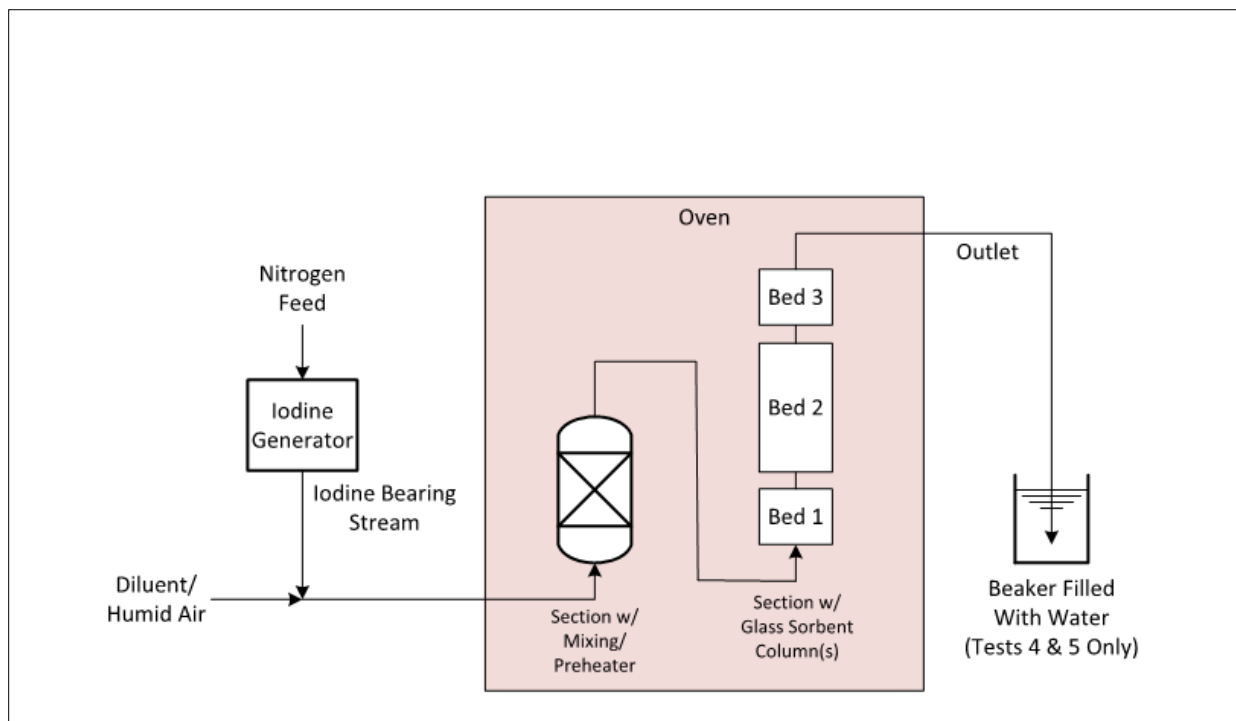 Oven
Nitrogen
Feed
Iodine
Generator
Iodine Bearing
Stream
Diluent/
Humid Air
Section w/
Mixing/
Preheater
Bed 3
Bed 2
Bed 1
Section w/
Glass Sorbent
Column(s)
Outlet
Beaker Filled
With Water
(Tests 4 & 5 Only)